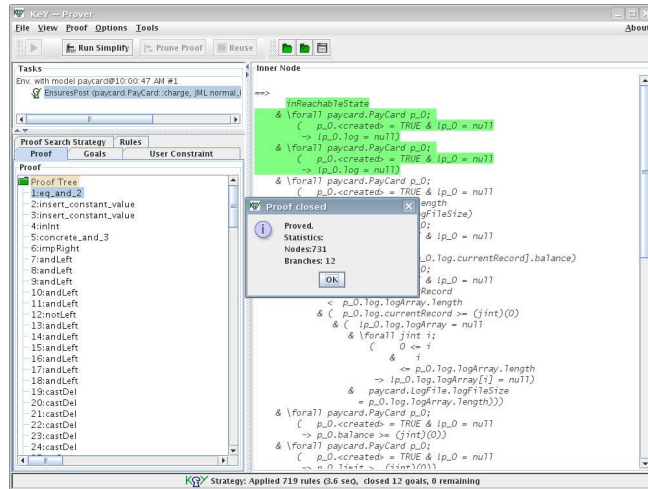 KeY -- Prover
File View Proof Options Tools
About
Run Simplify Prune Proof Reuse
Tasks
Env. with model paycard@10:00:47 AM #1
EnsuresPost (paycard.PayCard::charge, JML normal_
Proof Search Strategy Rules
Proof Goals User Constraint
Proof
Proof Tree
1:eq_and_2
2:insert_constant_value
3:insert_constant_value
4:inInt
5:concrete_and_3
6:impRight
7:andLeft
8:andLeft
9:andLeft
10:andLeft
11:andLeft
12:notLeft
13:andLeft
14:andLeft
15:andLeft
16:andLeft
17:andLeft
18:andLeft
19:castDel
20:castDel
21:castDel
22:castDel
23:castDel
24:castDel
Inner Node
==>
inReachableState
& \forall paycard.PayCard p_0;
( p_0.<created> = TRUE & !p_0 = null
-> !p_0.log = null)
& \forall paycard.PayCard p_0;
( p_0.<created> = TRUE & !p_0 = null
-> !p_0.log = null)
& \forall paycard.PayCard p_0;
( p_0.<created> = TRUE & !p_0 = null
ength
gFileSize)
0;
& !p_0 = null
_0.log.currentRecord].balance)
0;
& !p_0 = null
Record
< p_0.log.logArray.length
& ( p_0.log.currentRecord >= (jint)(0)
& ( !p_0.log.logArray = null
& \forall jint i;
( 0 <= i
& i
<= p_0.log.logArray.length
-> !p_0.log.logArray[i] = null)
& paycard.LogFile.logFileSize
= p_0.log.logArray.length)))
& \forall paycard.PayCard p_0;
( p_0.<created> = TRUE & !p_0 = null
-> p_0.balance >= (jint)(0))
& \forall paycard.PayCard p_0;
( p_0.<created> = TRUE & !p_0 = null
-> p_0.limit > (jint)(0))
Proof closed
Proved.
Statistics:
Nodes:731
Branches: 12
OK
KeY Strategy: Applied 719 rules (3.6 sec), closed 12 goals, 0 remaining